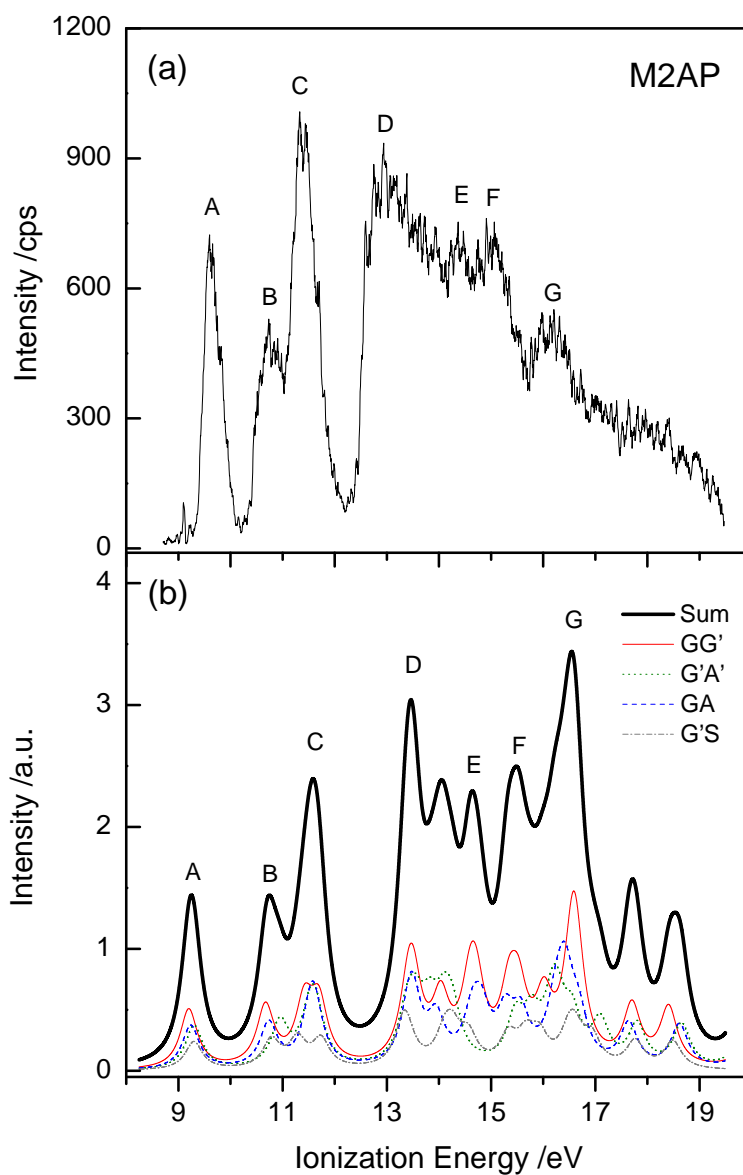 1200
(a)
M2AP
C
D
900
A
E
F
B
600
G
300
0
Intensity /cps
4
(b)
Sum
GG'
G'A'
GA
G'S
G
D
3
C
E
F
2
A
B
1
0
Intensity /a.u.
9 11 13 15 17 19
Ionization Energy /eV